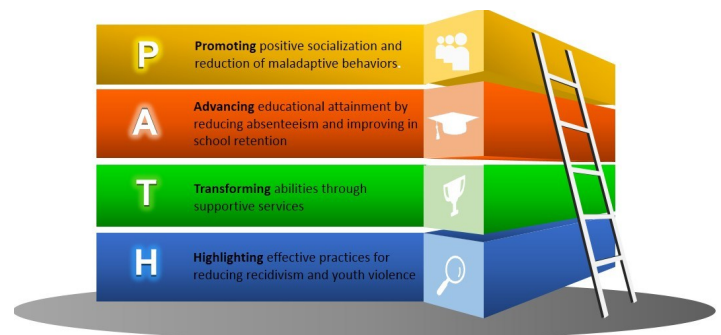 P
Promoting positive socialization and
reduction of maladaptive behaviors.
A
Advancing educational attainment by
reducing absenteeism and improving in
school retention
T
Transforming abilities through
supportive services
H
Highlighting effective practices for
reducing recidivism and youth violence